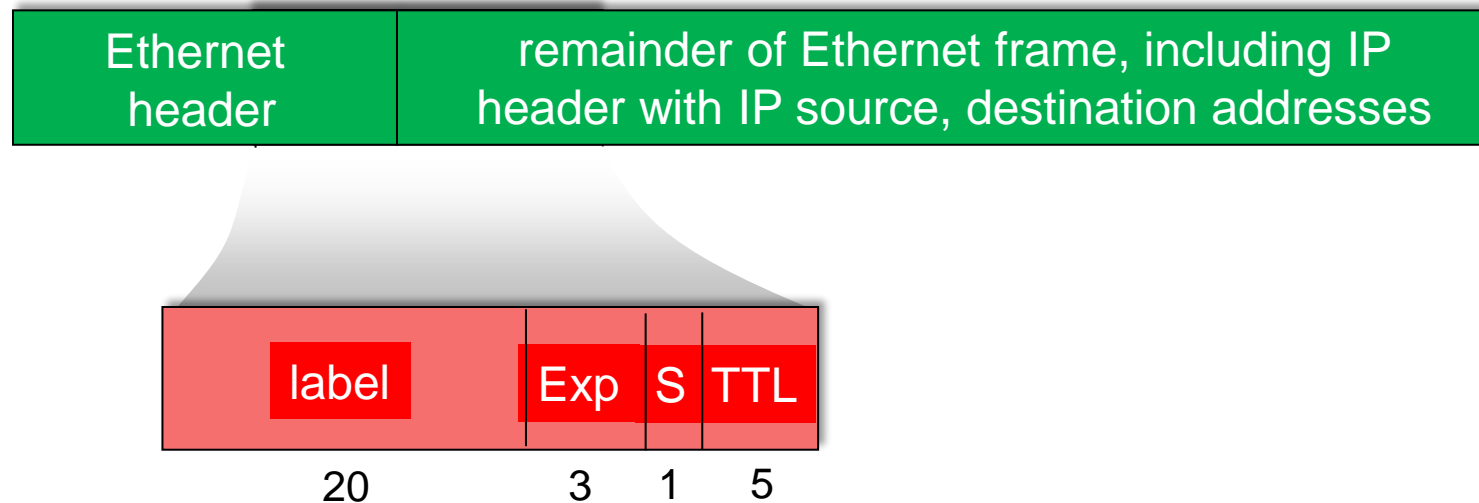 Ethernet
header
remainder of Ethernet frame, including IP
header with IP source, destination addresses
label Exp S TTL
20 3 1 5